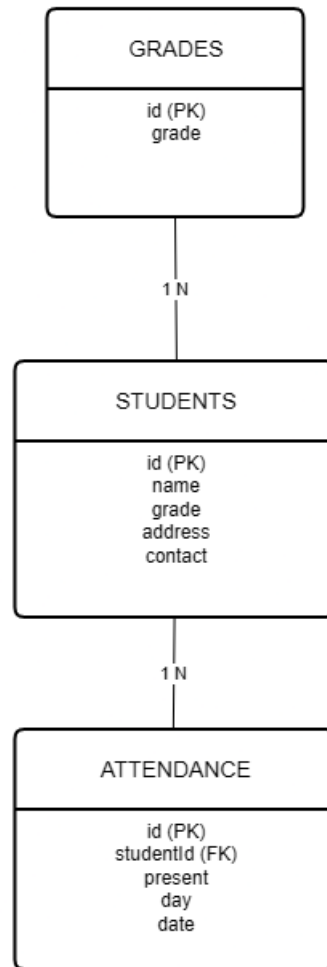 GRADES
id (PK)
grade
1 N
STUDENTS
id (PK)
name
grade
address
contact
1 N
ATTENDANCE
id (PK)
studentId (FK)
present
day
date